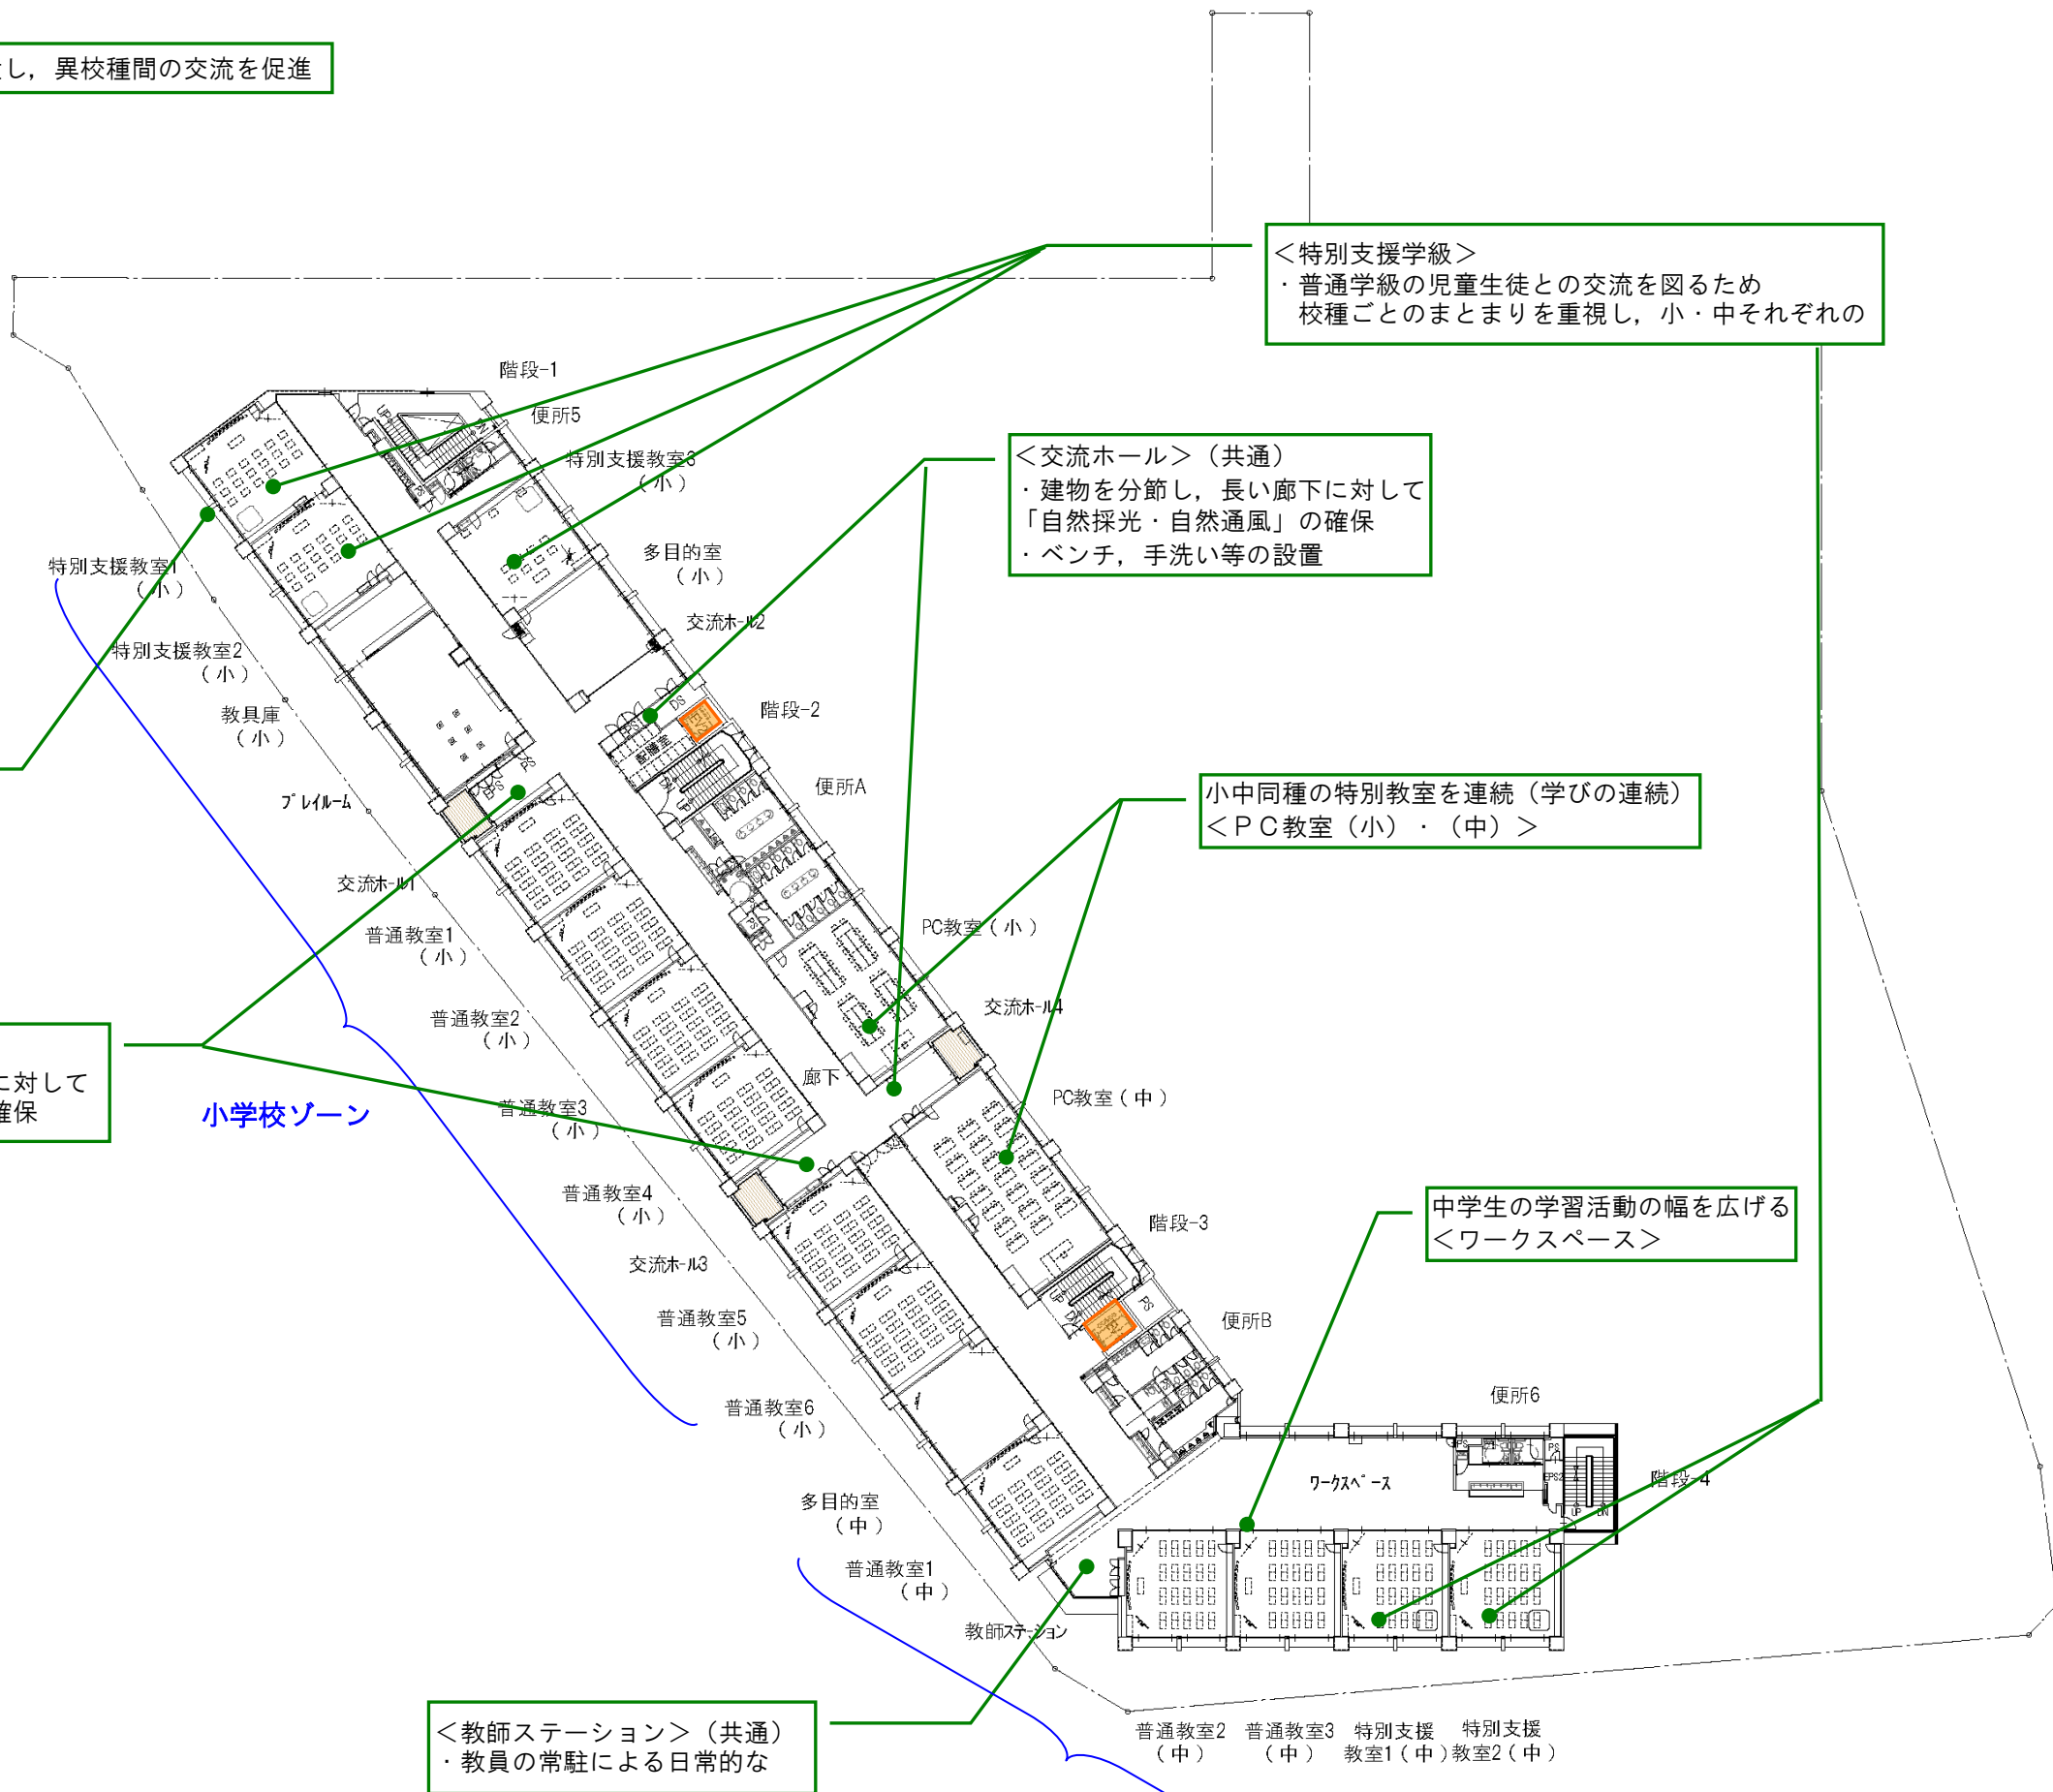 し，異校種間の交流を促進
＜特別支援学級＞
・普通学級の児童生徒との交流を図るため
校種ごとのまとまりを重視し，小・中それぞれの
階段-1
便所5
特別支援教室3
（小）
＜交流ホール＞（共通）
・建物を分節し，長い廊下に対して
「自然採光・自然通風」の確保
・ベンチ，手洗い等の設置
多目的室
（小）
特別支援教室1
（小）
交流ホール2
特別支援教室2
（小）
教具庫
（小）
階段-2
DS
PS
EV2
配膳室
便所A
プレイルーム
小中同種の特別教室を連続（学びの連続）
＜ＰＣ教室（小）・（中）＞
交流ホール1
普通教室1
（小）
PC教室（小）
交流ホール4
普通教室2
（小）
に対して
確保
小学校ゾーン
廊下
普通教室3
（小）
PC教室（中）
普通教室4
（小）
階段-3
中学生の学習活動の幅を広げる
＜ワークスペース＞
交流ホール3
普通教室5
（小）
UP
DN
PS
便所B
普通教室6
（小）
便所6
ワークスペース
PS
PS
EPS2
階段-4
UP
DN
多目的室
（中）
普通教室1
（中）
教師ステーション
＜教師ステーション＞（共通）
・教員の常駐による日常的な
普通教室2
（中）
普通教室3
（中）
特別支援
教室1（中）
特別支援
教室2（中）